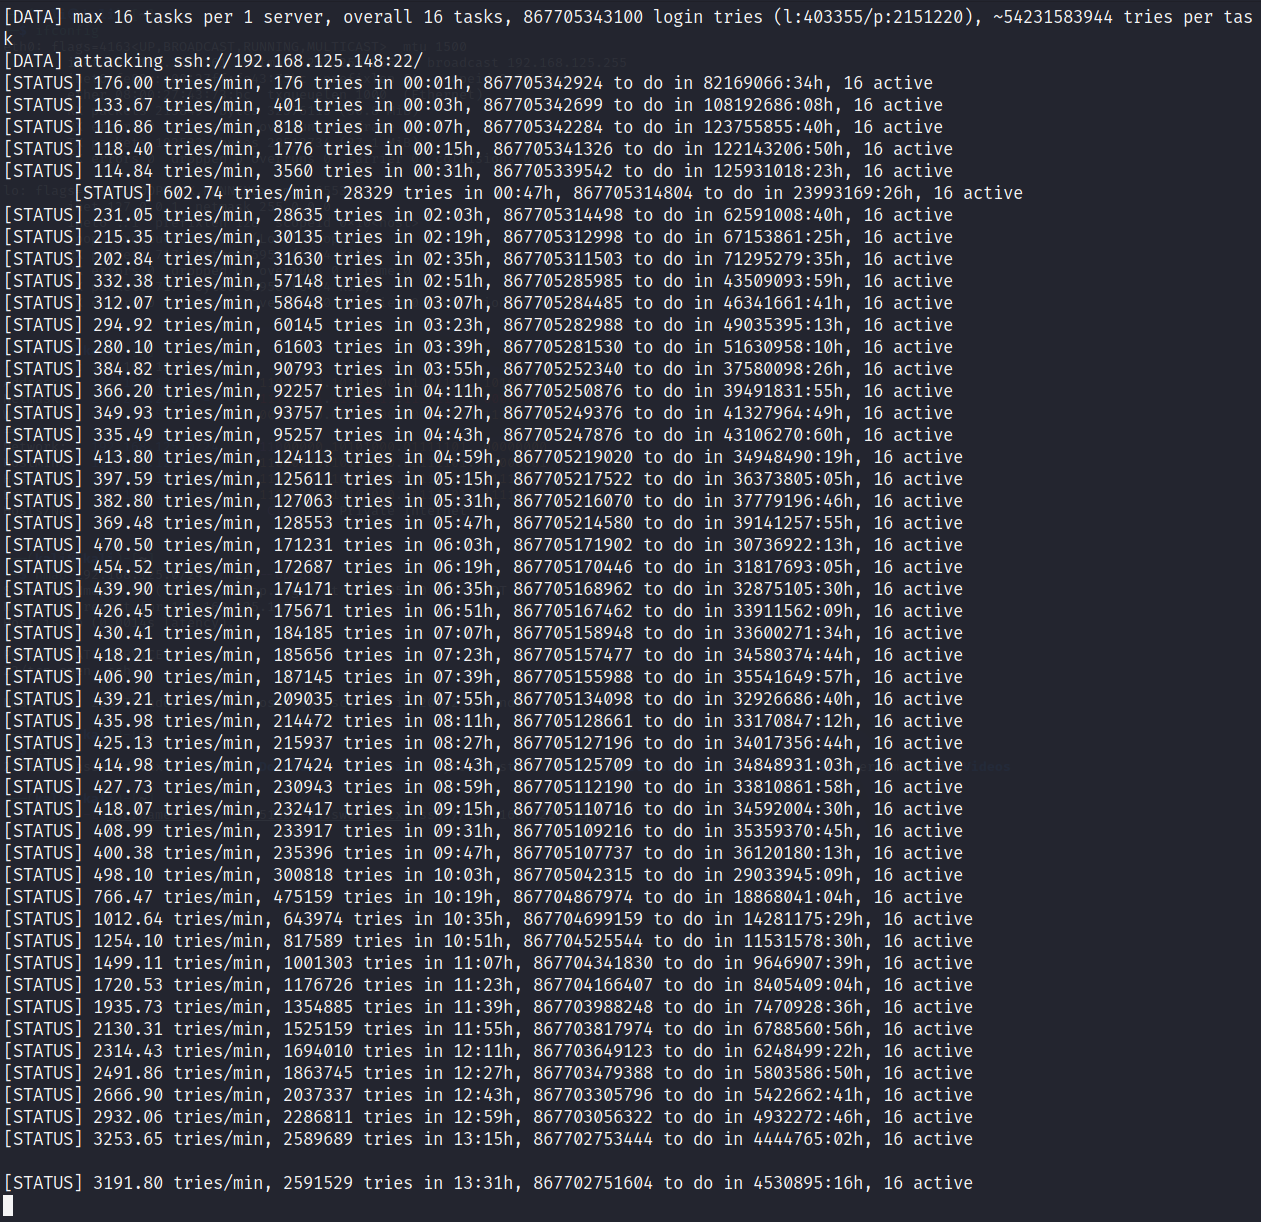 [DATA] max 16 tasks per 1 server, overall 16 tasks, 867705343100 login tries (l:403355/p:2151220), ~54231583944 tries per tas
k
[DATA] attacking ssh://192.168.125.148:22/
[STATUS] 176.00 tries/min, 176 tries in 00:01h, 867705342924 to do in 82169066:34h, 16 active
[STATUS] 133.67 tries/min, 401 tries in 00:03h, 867705342699 to do in 108192686:08h, 16 active
[STATUS] 116.86 tries/min, 818 tries in 00:07h, 867705342284 to do in 123755855:40h, 16 active
[STATUS] 118.40 tries/min, 1776 tries in 00:15h, 867705341326 to do in 122143206:50h, 16 active
[STATUS] 114.84 tries/min, 3560 tries in 00:31h, 867705339542 to do in 125931018:23h, 16 active
[STATUS] 602.74 tries/min, 28329 tries in 00:47h, 867705314804 to do in 23993169:26h, 16 active
[STATUS] 231.05 tries/min, 28635 tries in 02:03h, 867705314498 to do in 62591008:40h, 16 active
[STATUS] 215.35 tries/min, 30135 tries in 02:19h, 867705312998 to do in 67153861:25h, 16 active
[STATUS] 202.84 tries/min, 31630 tries in 02:35h, 867705311503 to do in 71295279:35h, 16 active
[STATUS] 332.38 tries/min, 57148 tries in 02:51h, 867705285985 to do in 43509093:59h, 16 active
[STATUS] 312.07 tries/min, 58648 tries in 03:07h, 867705284485 to do in 46341661:41h, 16 active
[STATUS] 294.92 tries/min, 60145 tries in 03:23h, 867705282988 to do in 49035395:13h, 16 active
[STATUS] 280.10 tries/min, 61603 tries in 03:39h, 867705281530 to do in 51630958:10h, 16 active
[STATUS] 384.82 tries/min, 90793 tries in 03:55h, 867705252340 to do in 37580098:26h, 16 active
[STATUS] 366.20 tries/min, 92257 tries in 04:11h, 867705250876 to do in 39491831:55h, 16 active
[STATUS] 349.93 tries/min, 93757 tries in 04:27h, 867705249376 to do in 41327964:49h, 16 active
[STATUS] 335.49 tries/min, 95257 tries in 04:43h, 867705247876 to do in 43106270:60h, 16 active
[STATUS] 413.80 tries/min, 124113 tries in 04:59h, 867705219020 to do in 34948490:19h, 16 active
[STATUS] 397.59 tries/min, 125611 tries in 05:15h, 867705217522 to do in 36373805:05h, 16 active
[STATUS] 382.80 tries/min, 127063 tries in 05:31h, 867705216070 to do in 37779196:46h, 16 active
[STATUS] 369.48 tries/min, 128553 tries in 05:47h, 867705214580 to do in 39141257:55h, 16 active
[STATUS] 470.50 tries/min, 171231 tries in 06:03h, 867705171902 to do in 30736922:13h, 16 active
[STATUS] 454.52 tries/min, 172687 tries in 06:19h, 867705170446 to do in 31817693:05h, 16 active
[STATUS] 439.90 tries/min, 174171 tries in 06:35h, 867705168962 to do in 32875105:30h, 16 active
[STATUS] 426.45 tries/min, 175671 tries in 06:51h, 867705167462 to do in 33911562:09h, 16 active
[STATUS] 430.41 tries/min, 184185 tries in 07:07h, 867705158948 to do in 33600271:34h, 16 active
[STATUS] 418.21 tries/min, 185656 tries in 07:23h, 867705157477 to do in 34580374:44h, 16 active
[STATUS] 406.90 tries/min, 187145 tries in 07:39h, 867705155988 to do in 35541649:57h, 16 active
[STATUS] 439.21 tries/min, 209035 tries in 07:55h, 867705134098 to do in 32926686:40h, 16 active
[STATUS] 435.98 tries/min, 214472 tries in 08:11h, 867705128661 to do in 33170847:12h, 16 active
[STATUS] 425.13 tries/min, 215937 tries in 08:27h, 867705127196 to do in 34017356:44h, 16 active
[STATUS] 414.98 tries/min, 217424 tries in 08:43h, 867705125709 to do in 34848931:03h, 16 active
[STATUS] 427.73 tries/min, 230943 tries in 08:59h, 867705112190 to do in 33810861:58h, 16 active
[STATUS] 418.07 tries/min, 232417 tries in 09:15h, 867705110716 to do in 34592004:30h, 16 active
[STATUS] 408.99 tries/min, 233917 tries in 09:31h, 867705109216 to do in 35359370:45h, 16 active
[STATUS] 400.38 tries/min, 235396 tries in 09:47h, 867705107737 to do in 36120180:13h, 16 active
[STATUS] 498.10 tries/min, 300818 tries in 10:03h, 867705042315 to do in 29033945:09h, 16 active
[STATUS] 766.47 tries/min, 475159 tries in 10:19h, 867704867974 to do in 18868041:04h, 16 active
[STATUS] 1012.64 tries/min, 643974 tries in 10:35h, 867704699159 to do in 14281175:29h, 16 active
[STATUS] 1254.10 tries/min, 817589 tries in 10:51h, 867704525544 to do in 11531578:30h, 16 active
[STATUS] 1499.11 tries/min, 1001303 tries in 11:07h, 867704341830 to do in 9646907:39h, 16 active
[STATUS] 1720.53 tries/min, 1176726 tries in 11:23h, 867704166407 to do in 8405409:04h, 16 active
[STATUS] 1935.73 tries/min, 1354885 tries in 11:39h, 867703988248 to do in 7470928:36h, 16 active
[STATUS] 2130.31 tries/min, 1525159 tries in 11:55h, 867703817974 to do in 6788560:56h, 16 active
[STATUS] 2314.43 tries/min, 1694010 tries in 12:11h, 867703649123 to do in 6248499:22h, 16 active
[STATUS] 2491.86 tries/min, 1863745 tries in 12:27h, 867703479388 to do in 5803586:50h, 16 active
[STATUS] 2666.90 tries/min, 2037337 tries in 12:43h, 867703305796 to do in 5422662:41h, 16 active
[STATUS] 2932.06 tries/min, 2286811 tries in 12:59h, 867703056322 to do in 4932272:46h, 16 active
[STATUS] 3253.65 tries/min, 2589689 tries in 13:15h, 867702753444 to do in 4444765:02h, 16 active
[STATUS] 3191.80 tries/min, 2591529 tries in 13:31h, 867702751604 to do in 4530895:16h, 16 active